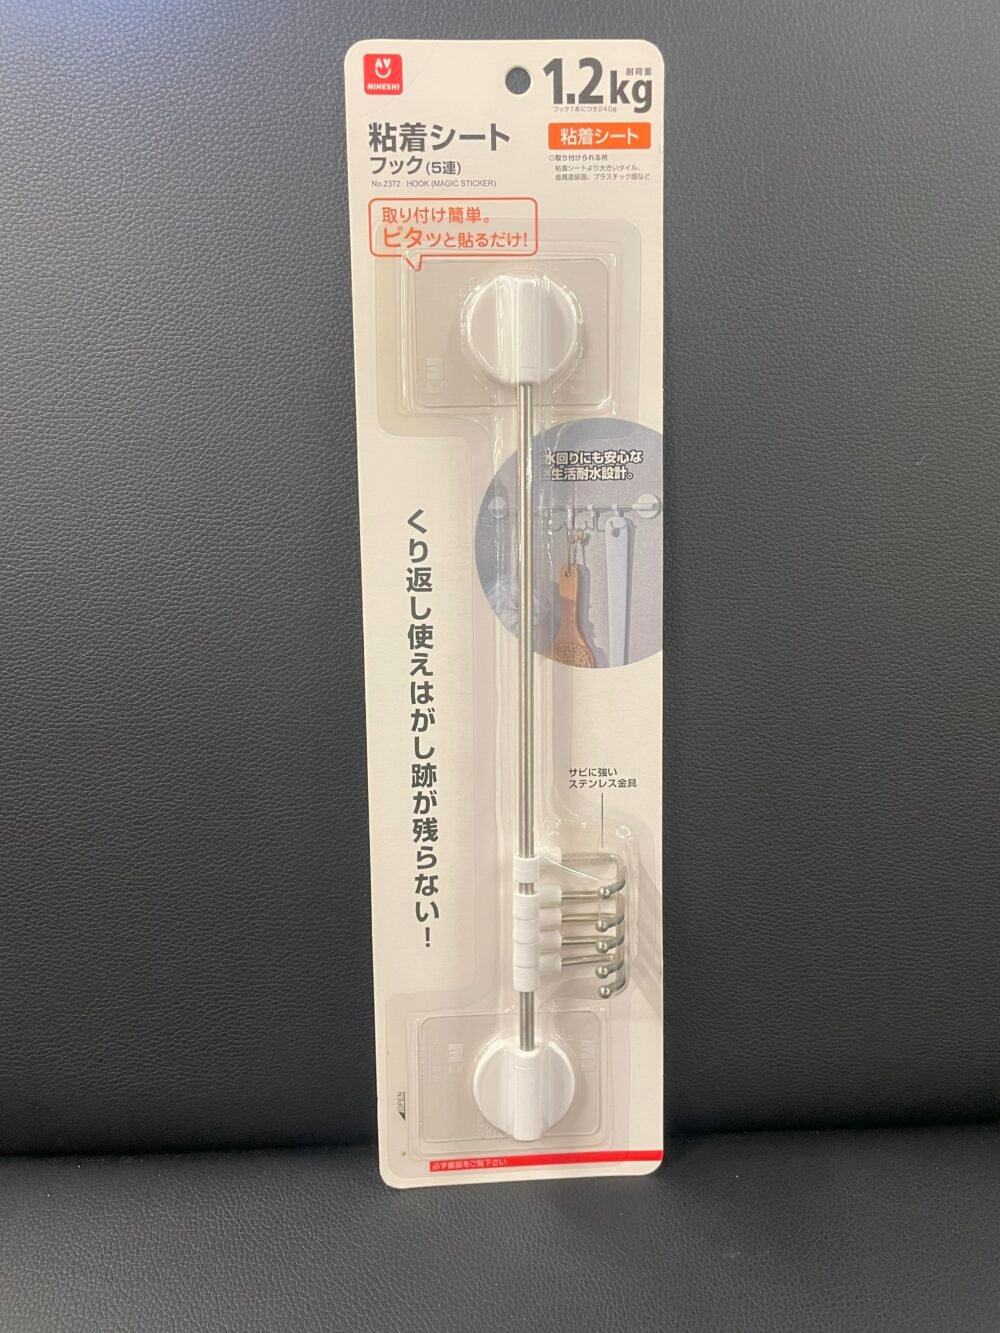 NIHESHI
耐荷重
1.2kg
フック1本につき240g
粘着シート
フック(5連)
No.2372 HOOK (MAGIC STICKER)
粘着シート
○取り付けられる所
粘着シートより大きいタイル、
金属塗装面、プラスチック面など
取り付け簡単。
ピタッと貼るだけ!
水回りにも安心な
生活耐水設計。
くり返し使えはがし跡が残らない!
サビに強い
ステンレス金具
OPEN
必ず裏面をご覧下さい